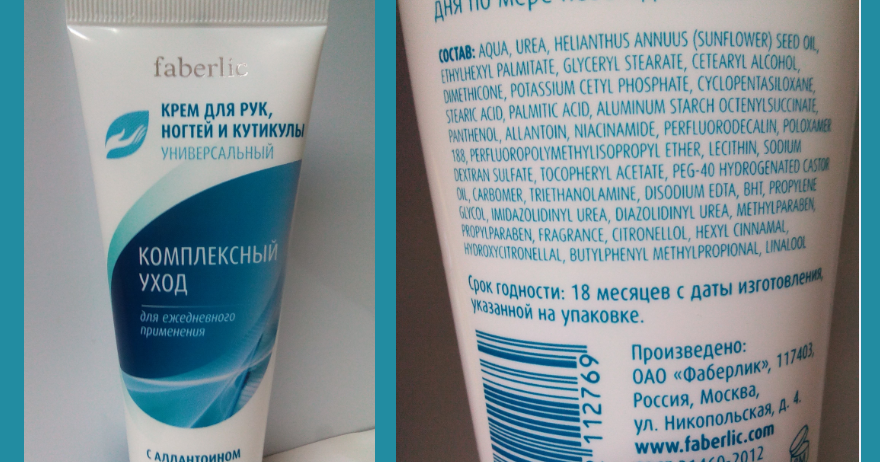 faberlic
КРЕМ ДЛЯ РУК,
НОГТЕЙ И КУТИКУЛЫ
УНИВЕРСАЛЬНЫЙ
КОМПЛЕКСНЫЙ
УХОД
для ежедневного
применения
С АЛЛАНТОИНОМ
дня по мере
СОСТАВ: AQUA, UREA, HELIANTHUS ANNUUS (SUNFLOWER) SEED OIL,
ETHYLHEXYL PALMITATE, GLYCERYL STEARATE, CETEARYL ALCOHOL,
DIMETHICONE, POTASSIUM CETYL PHOSPHATE, CYCLOPENTASILOXANE,
STEARIC ACID, PALMITIC ACID, ALUMINUM STARCH OCTENYLSUCCINATE,
PANTHENOL, ALLANTOIN, NIACINAMIDE, PERFLUORODECALIN, POLOXAMER
188, PERFLUOROPOLYMETHYLISOPROPYL ETHER, LECITHIN, SODIUM
DEXTRAN SULFATE, TOCOPHERYL ACETATE, PEG-40 HYDROGENATED CASTOR
OIL, CARBOMER, TRIETHANOLAMINE, DISODIUM EDTA, BHT, PROPYLENE
GLYCOL, IMIDAZOLIDINYL UREA, DIAZOLIDINYL UREA, METHYLPARABEN,
PROPYLPARABEN, FRAGRANCE, CITRONELLOL, HEXYL CINNAMAL,
HYDROXYCITRONELLAL, BUTYLPHENYL METHYLPROPIONAL, LINALOOL
Срок годности: 18 месяцев с даты изготовления,
указанной на упаковке.
Произведено:
ОАО «Фаберлик», 117403,
Россия, Москва,
ул. Никопольская, д. 4.
www.faberlic.com
112769